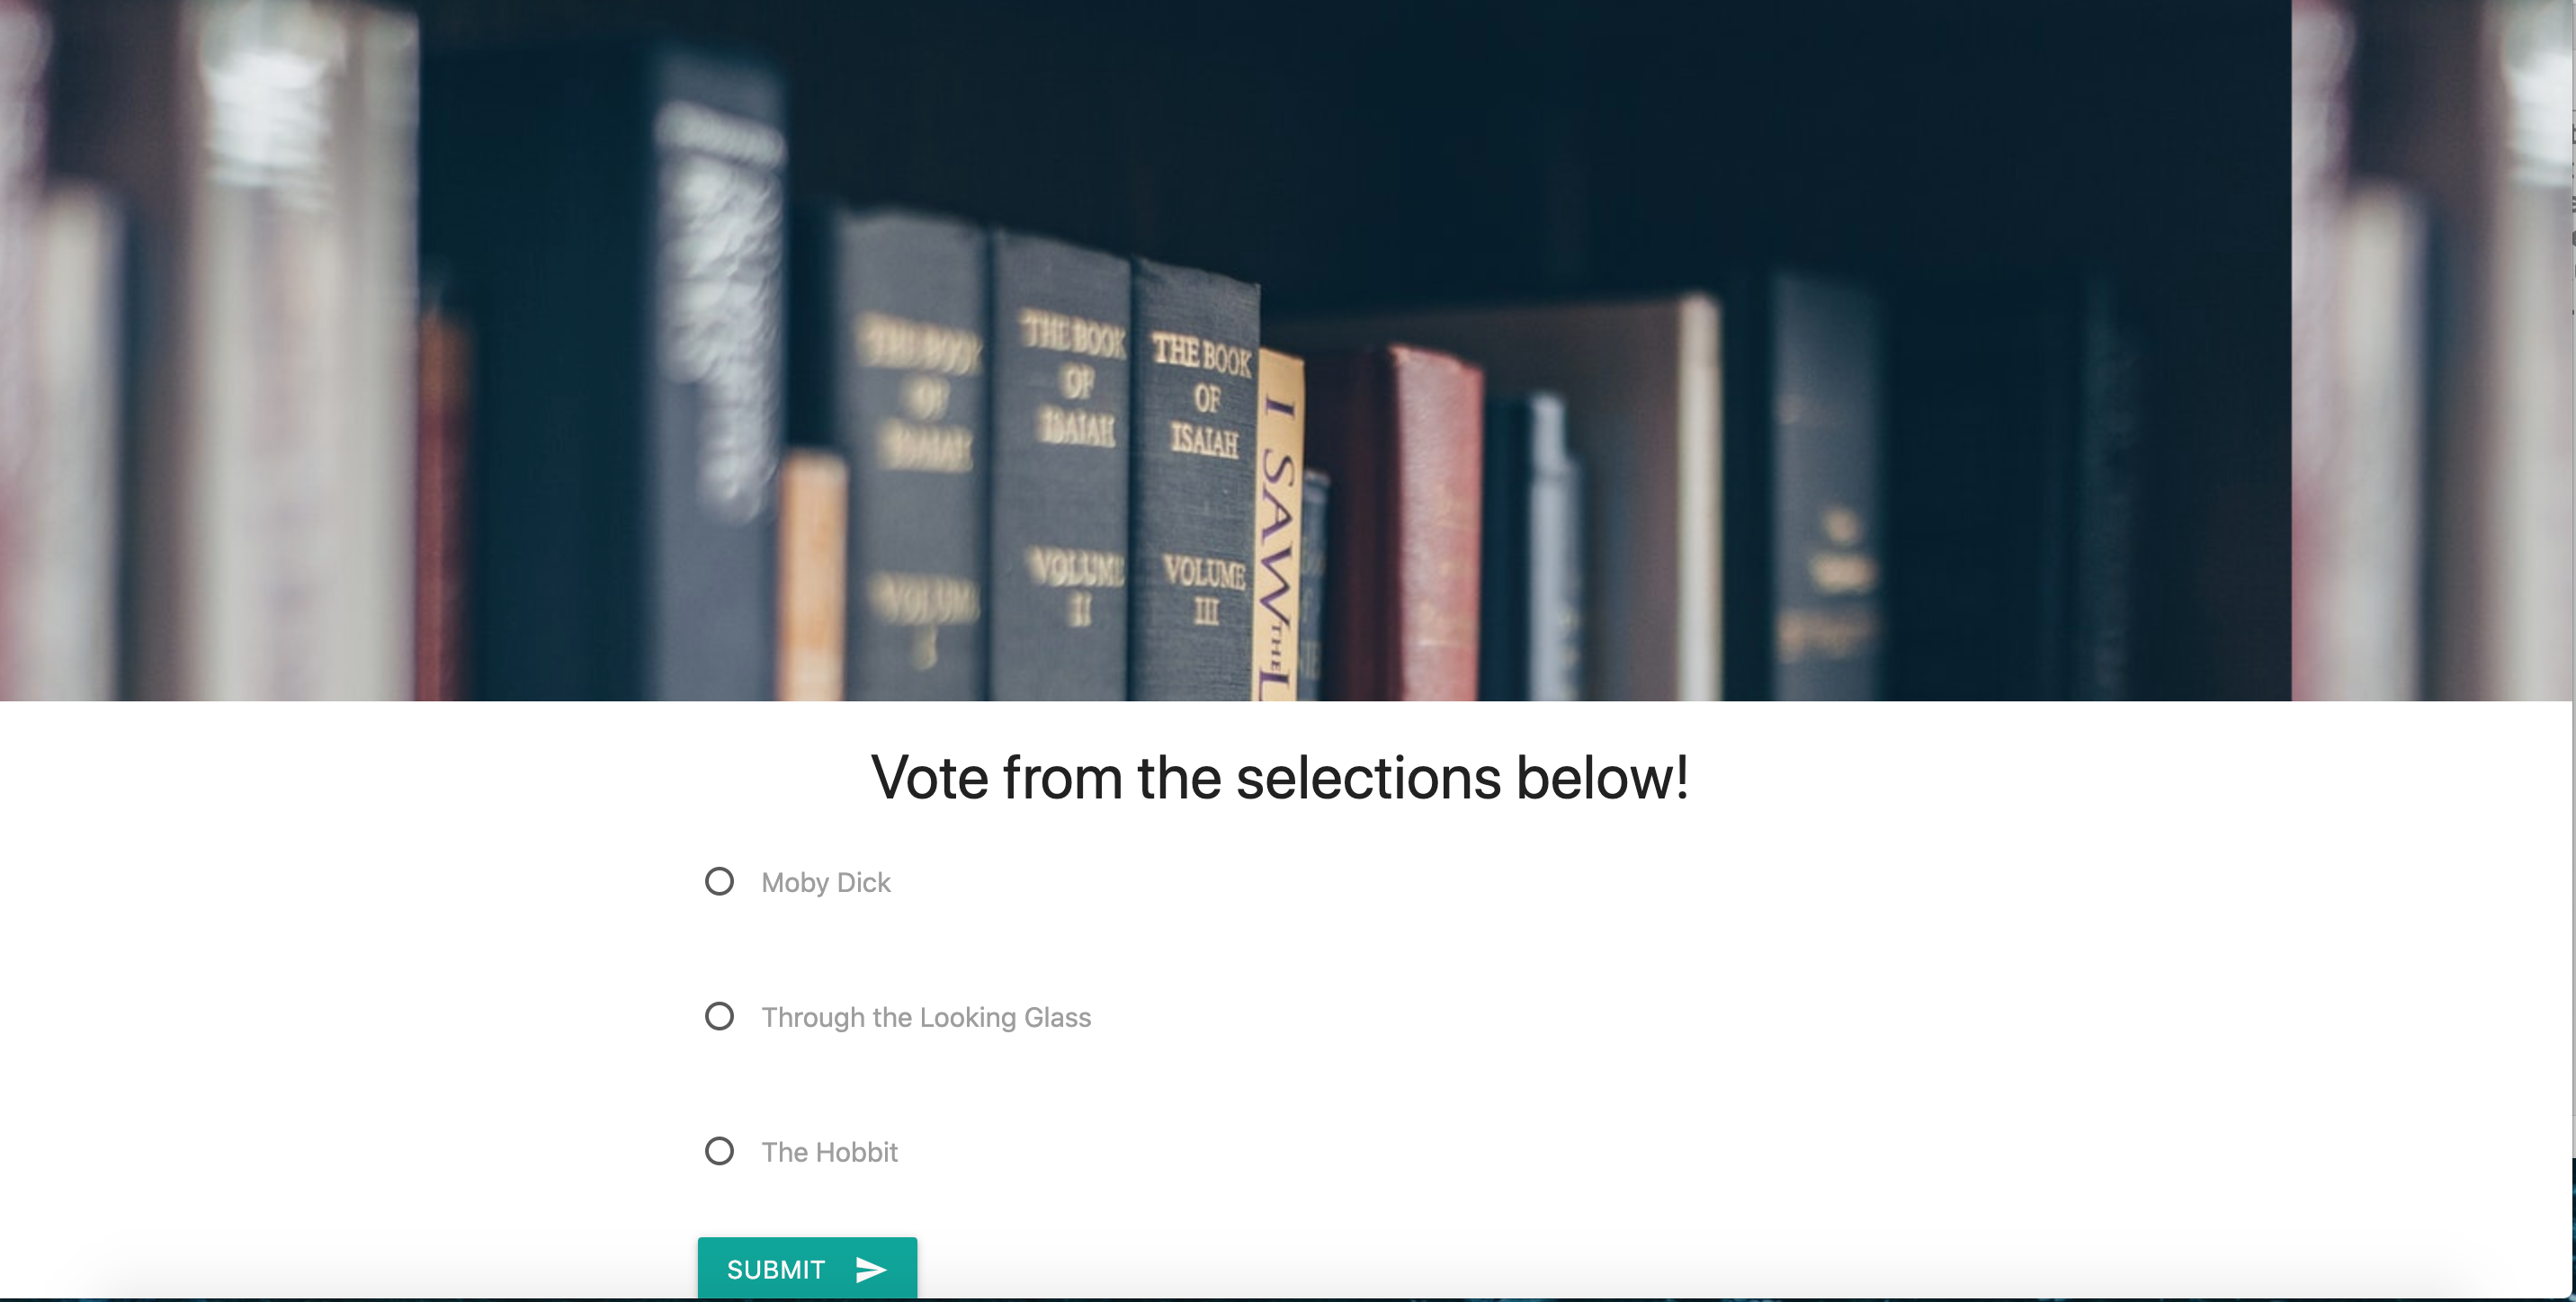 THE BOOK
OF
ISAIAH
VOLUME
I
THE BOOK
OF
ISAIAH
VOLUME
II
THE BOOK
OF
ISAIAH
VOLUME
III
I SAW THE
Vote from the selections below!
Moby Dick
Through the Looking Glass
The Hobbit
SUBMIT